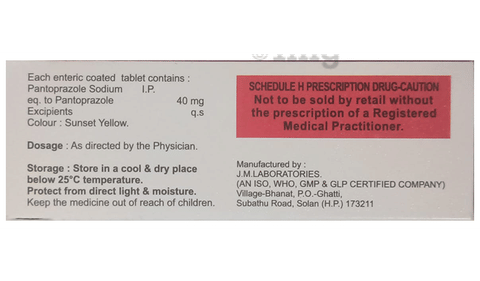 Each enteric coated tablet contains :
Pantoprazole Sodium I.P.
eq. to Pantoprazole 40 mg
Excipients q.s
Colour : Sunset Yellow.
Dosage : As directed by the Physician.
Storage : Store in a cool & dry place
below 25°C temperature.
Protect from direct light & moisture.
Keep the medicine out of reach of children.
SCHEDULE H PRESCRIPTION DRUG-CAUTION
Not to be sold by retail without
the prescription of a Registered
Medical Practitioner.
Manufactured by :
J.M.LABORATORIES.
(AN ISO, WHO, GMP & GLP CERTIFIED COMPANY)
Village-Bhanat, P.O.-Ghatti,
Subathu Road, Solan (H.P.) 173211